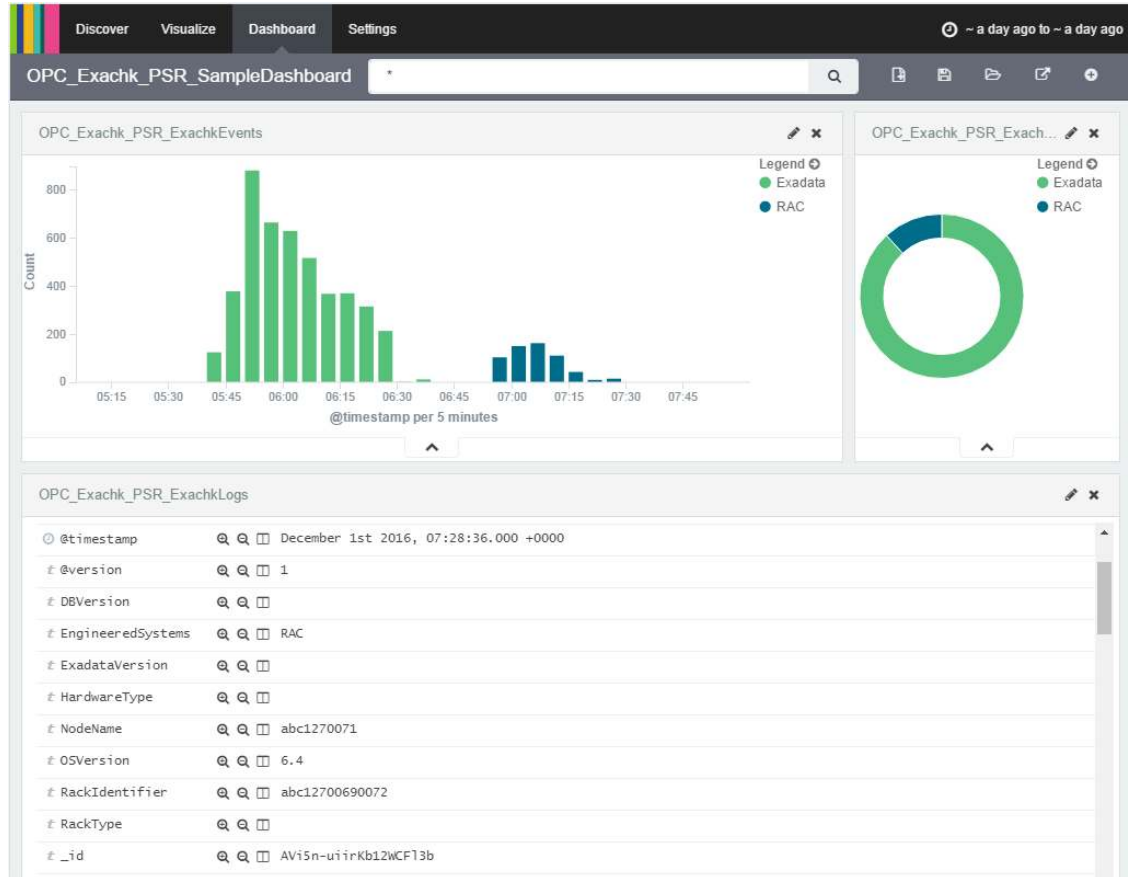 Discover Visualize Dashboard Settings ~ a day ago to ~ a day ago
OPC_Exachk_PSR_SampleDashboard *
OPC_Exachk_PSR_ExachkEvents
Legend
Exadata
RAC
Count
800
600
400
200
0
05:15 05:30 05:45 06:00 06:15 06:30 06:45 07:00 07:15 07:30 07:45
@timestamp per 5 minutes
OPC_Exachk_PSR_Exach...
Legend
Exadata
RAC
OPC_Exachk_PSR_ExachkLogs
@timestamp December 1st 2016, 07:28:36.000 +0000
t @version 1
t DBVersion
t EngineeredSystems RAC
t ExadataVersion
t HardwareType
t NodeName abc1270071
t OSVersion 6.4
t RackIdentifier abc12700690072
t RackType
t _id AVi5n-uiirKb12WCFl3b